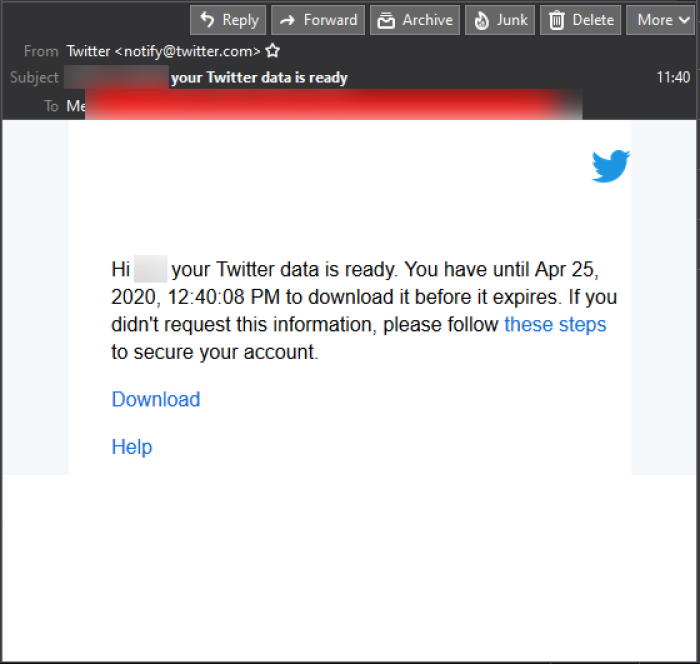 Reply Forward Archive Junk Delete More
From Twitter <notify@twitter.com>
Subject your Twitter data is ready 11:40
To Me
Hi your Twitter data is ready. You have until Apr 25,
2020, 12:40:08 PM to download it before it expires. If you
didn't request this information, please follow these steps
to secure your account.
Download
Help